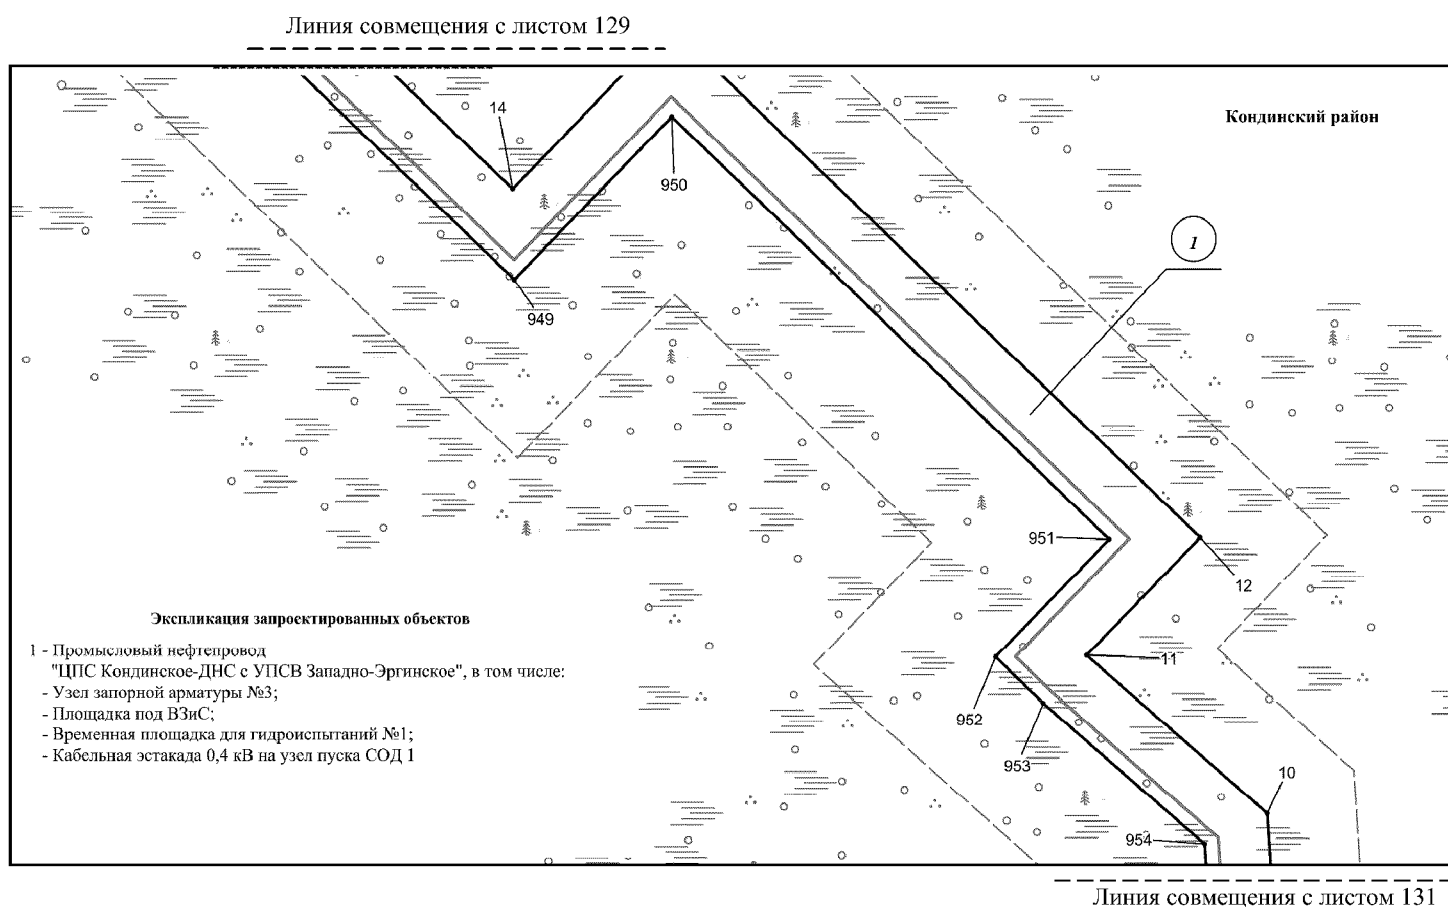 Линия совмещения с листом 129
Кондинский район
14
950
1
949
951
12
11
952
953
10
954
Экспликация запроектированных объектов
1 - Промысловый нефтепровод
"ЦПС Кондинское-ДНС с УПСВ Западно-Эргинское", в том числе:
- Узел запорной арматуры №3;
- Площадка под ВЗиС;
- Временная площадка для гидроиспытаний №1;
- Кабельная эстакада 0,4 кВ на узел пуска СОД 1
Линия совмещения с листом 131